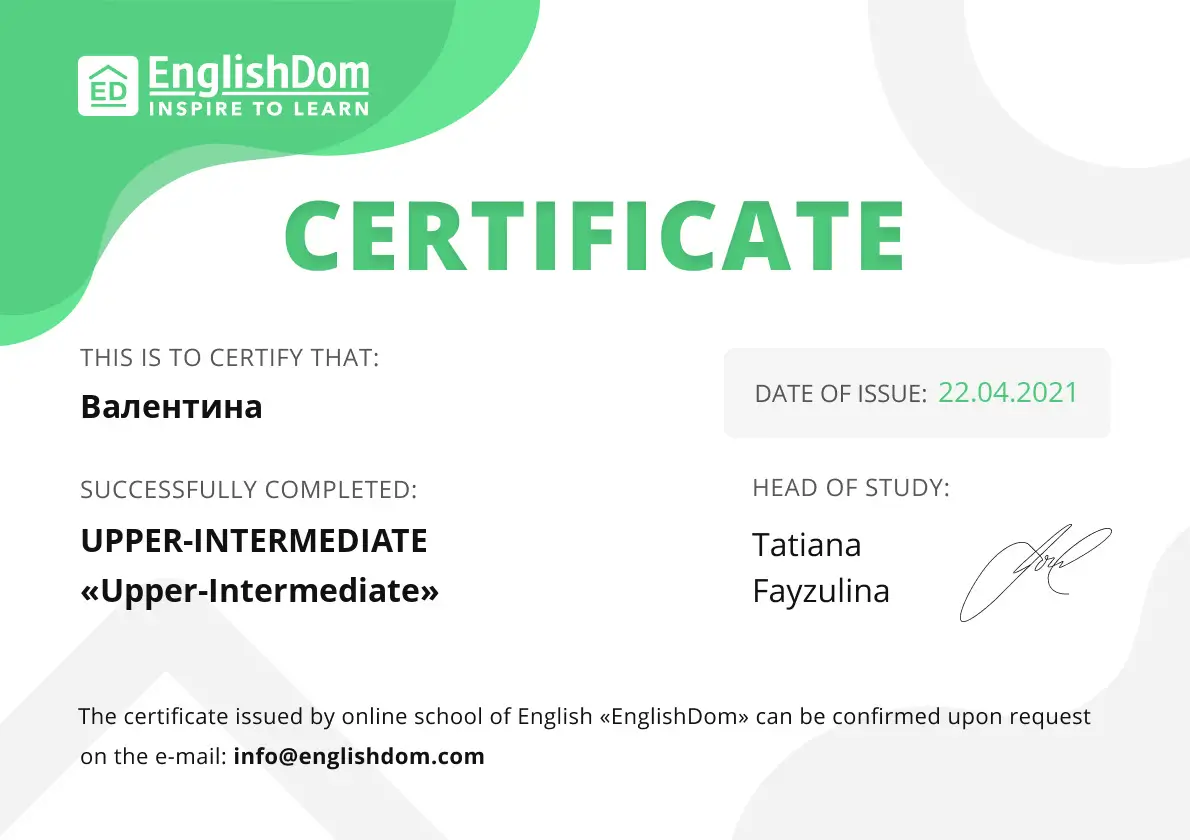 ED
EnglishDom
INSPIRE TO LEARN
CERTIFICATE
THIS IS TO CERTIFY THAT:
Валентина
DATE OF ISSUE: 22.04.2021
SUCCESSFULLY COMPLETED:
UPPER-INTERMEDIATE
«Upper-Intermediate»
HEAD OF STUDY:
Tatiana
Fayzulina
The certificate issued by online school of English «EnglishDom» can be confirmed upon request
on the e-mail: info@englishdom.com